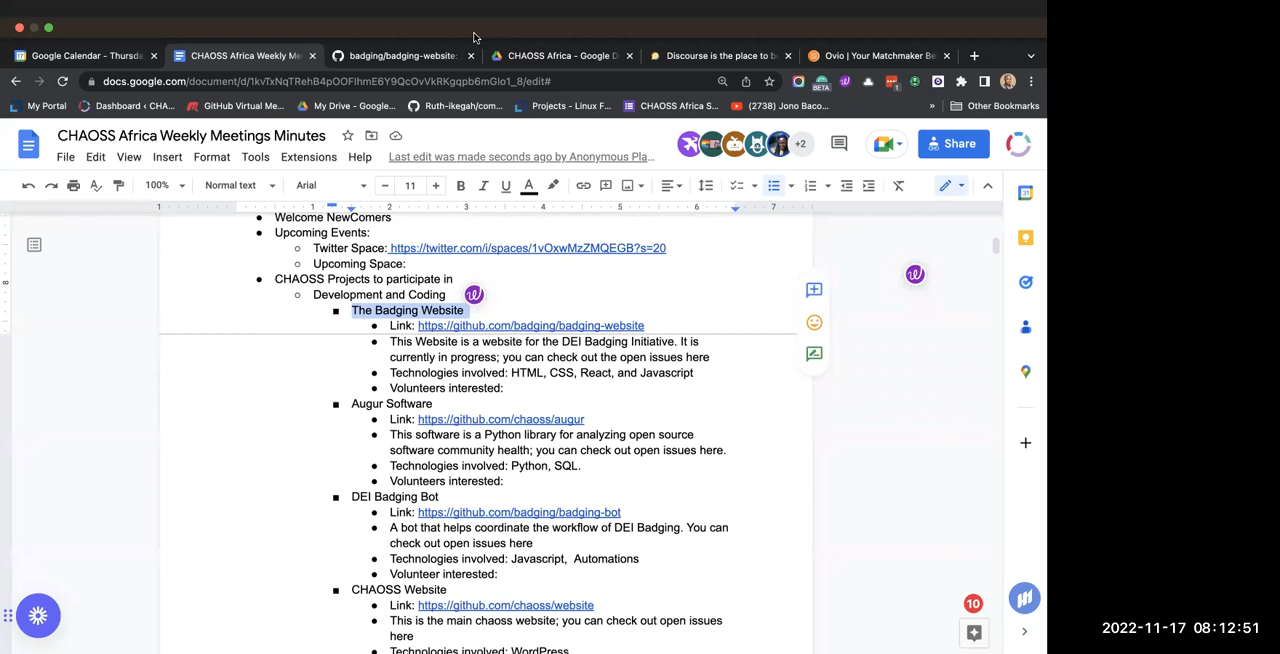 Google Calendar - Thursda
CHAOSS Africa Weekly Me
badging/badging-website:
CHAOSS Africa - Google D
Discourse is the place to b
Ovio | Your Matchmaker Be
docs.google.com/document/d/1kvTxNqTRehB4pOOFIhmE6Y9QcOvVkRKgqpb6mGlo1_8/edit#
BETA
1
My Portal
Dashboard ‹ CHA...
GitHub Virtual Me...
My Drive - Google...
Ruth-ikegah/com...
Projects - Linux F...
CHAOSS Africa S...
(2738) Jono Baco...
»
Other Bookmarks
CHAOSS Africa Weekly Meetings Minutes
+2
Share
File Edit View Insert Format Tools Extensions Help
Last edit was made seconds ago by Anonymous Pla...
100% Normal text Arial − 11 + B I U A
1 1 2 3 4 5 6 7
8
● Welcome NewComers
● Upcoming Events:
○ Twitter Space: https://twitter.com/i/spaces/1vOxwMzZMQEGB?s=20
○ Upcoming Space:
● CHAOSS Projects to participate in
○ Development and Coding
■ The Badging Website
● Link: https://github.com/badging/badging-website
● This Website is a website for the DEI Badging Initiative. It is
currently in progress; you can check out the open issues here
● Technologies involved: HTML, CSS, React, and Javascript
● Volunteers interested:
■ Augur Software
● Link: https://github.com/chaoss/augur
● This software is a Python library for analyzing open source
software community health; you can check out open issues here.
● Technologies involved: Python, SQL.
● Volunteers interested:
■ DEI Badging Bot
● Link: https://github.com/badging/badging-bot
● A bot that helps coordinate the workflow of DEI Badging. You can
check out open issues here
● Technologies involved: Javascript, Automations
● Volunteer interested:
■ CHAOSS Website
● Link: https://github.com/chaoss/website
● This is the main chaoss website; you can check out open issues
here
● Technologies involved: WordPress
10
2022-11-17 08:12:51